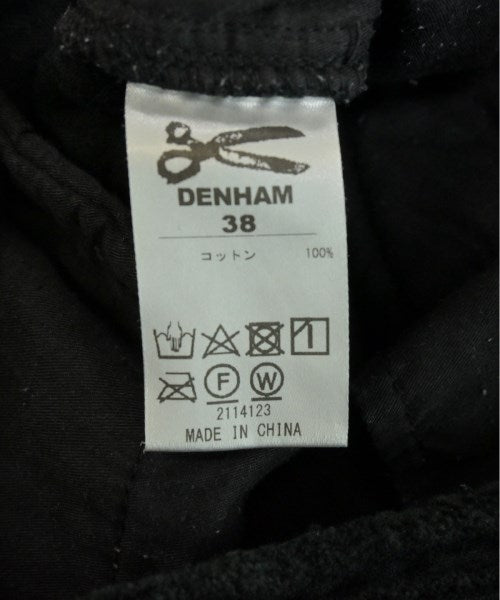 DENHAM
38
コットン 100%
F W
2114123
MADE IN CHINA